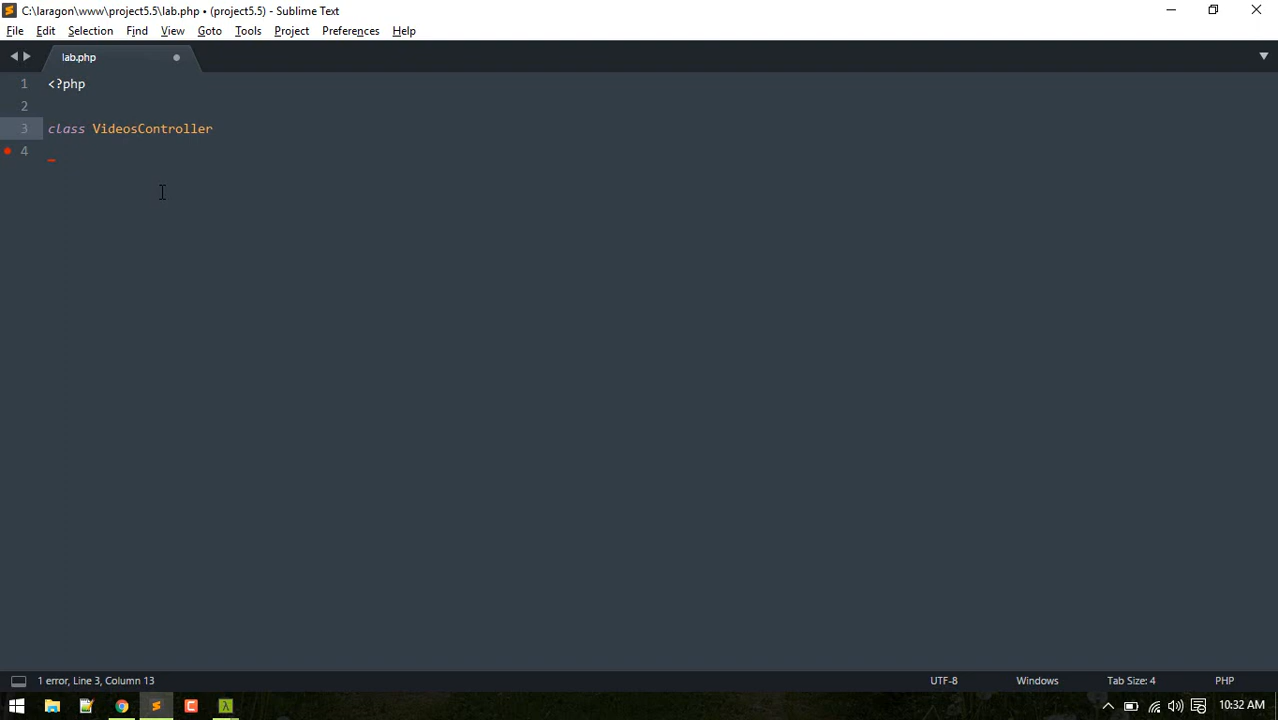 C:\laragon\www\project5.5\lab.php • (project5.5) - Sublime Text
File Edit Selection Find View Goto Tools Project Preferences Help
lab.php
1 <?php
2
3 class VideosController
4
1 error, Line 3, Column 13 UTF-8 Windows Tab Size: 4 PHP
10:32 AM